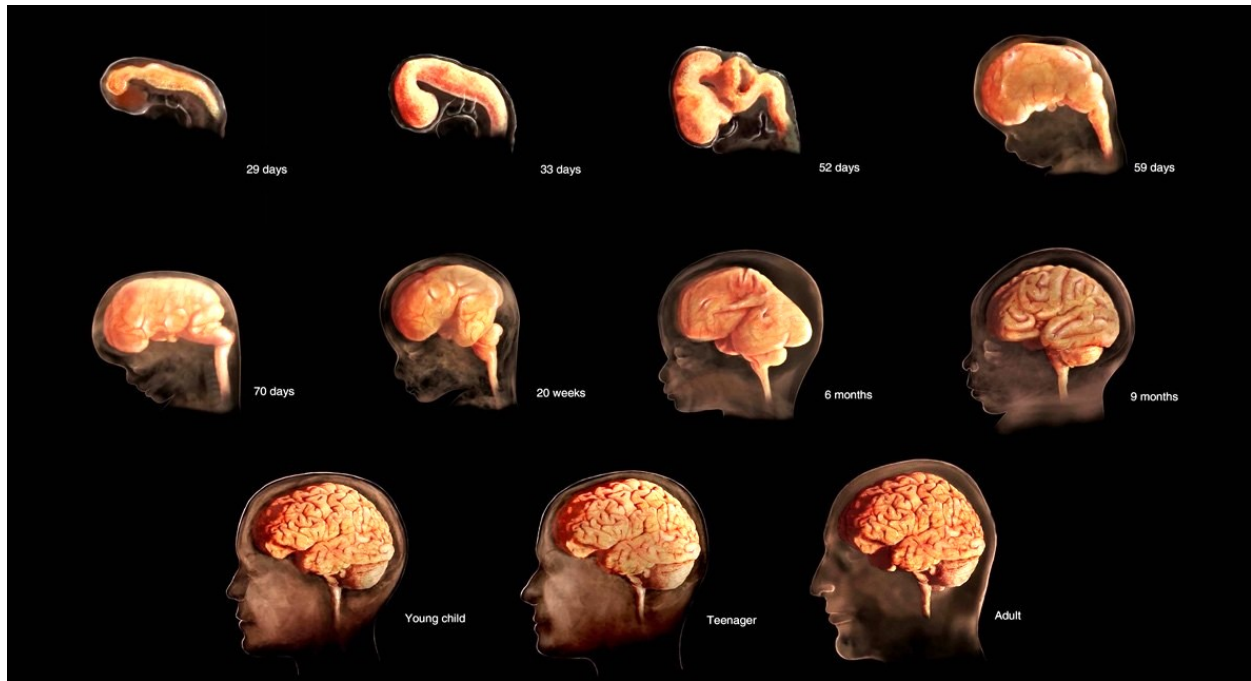 29 days
33 days
52 days
59 days
70 days
20 weeks
6 months
9 months
Young child
Teenager
Adult